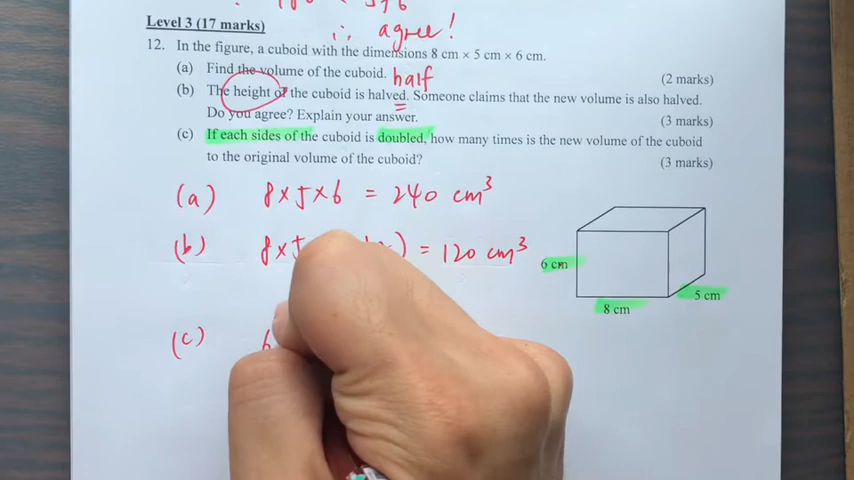 ∴ agree!
Level 3 (17 marks)
12. In the figure, a cuboid with the dimensions 8 cm × 5 cm × 6 cm.
(a) Find the volume of the cuboid. (2 marks)
half
(b) The height of the cuboid is halved. Someone claims that the new volume is also halved.
Do you agree? Explain your answer. (3 marks)
(c) If each sides of the cuboid is doubled, how many times is the new volume of the cuboid
to the original volume of the cuboid? (3 marks)
(a) 8×5×6 = 240 cm³
(b) 8×5 ) = 120 cm³
6 cm
5 cm
8 cm
(c)